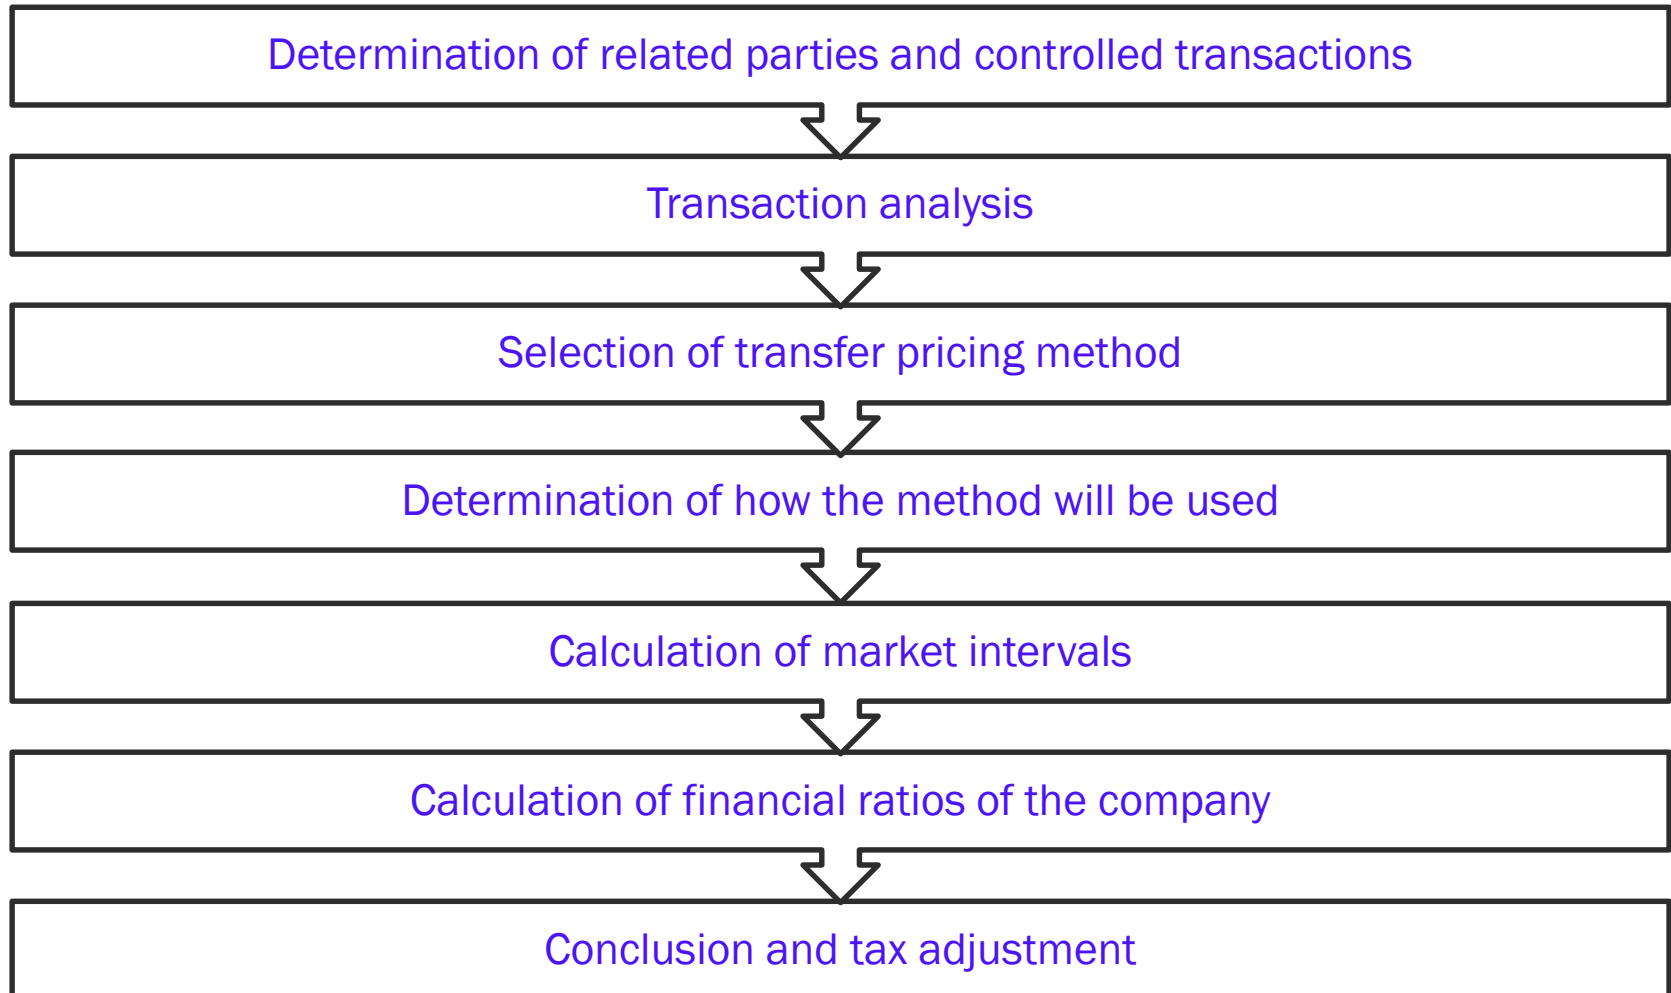 Determination of related parties and controlled transactions
Transaction analysis
Selection of transfer pricing method
Determination of how the method will be used
Calculation of market intervals
Calculation of financial ratios of the company
Conclusion and tax adjustment